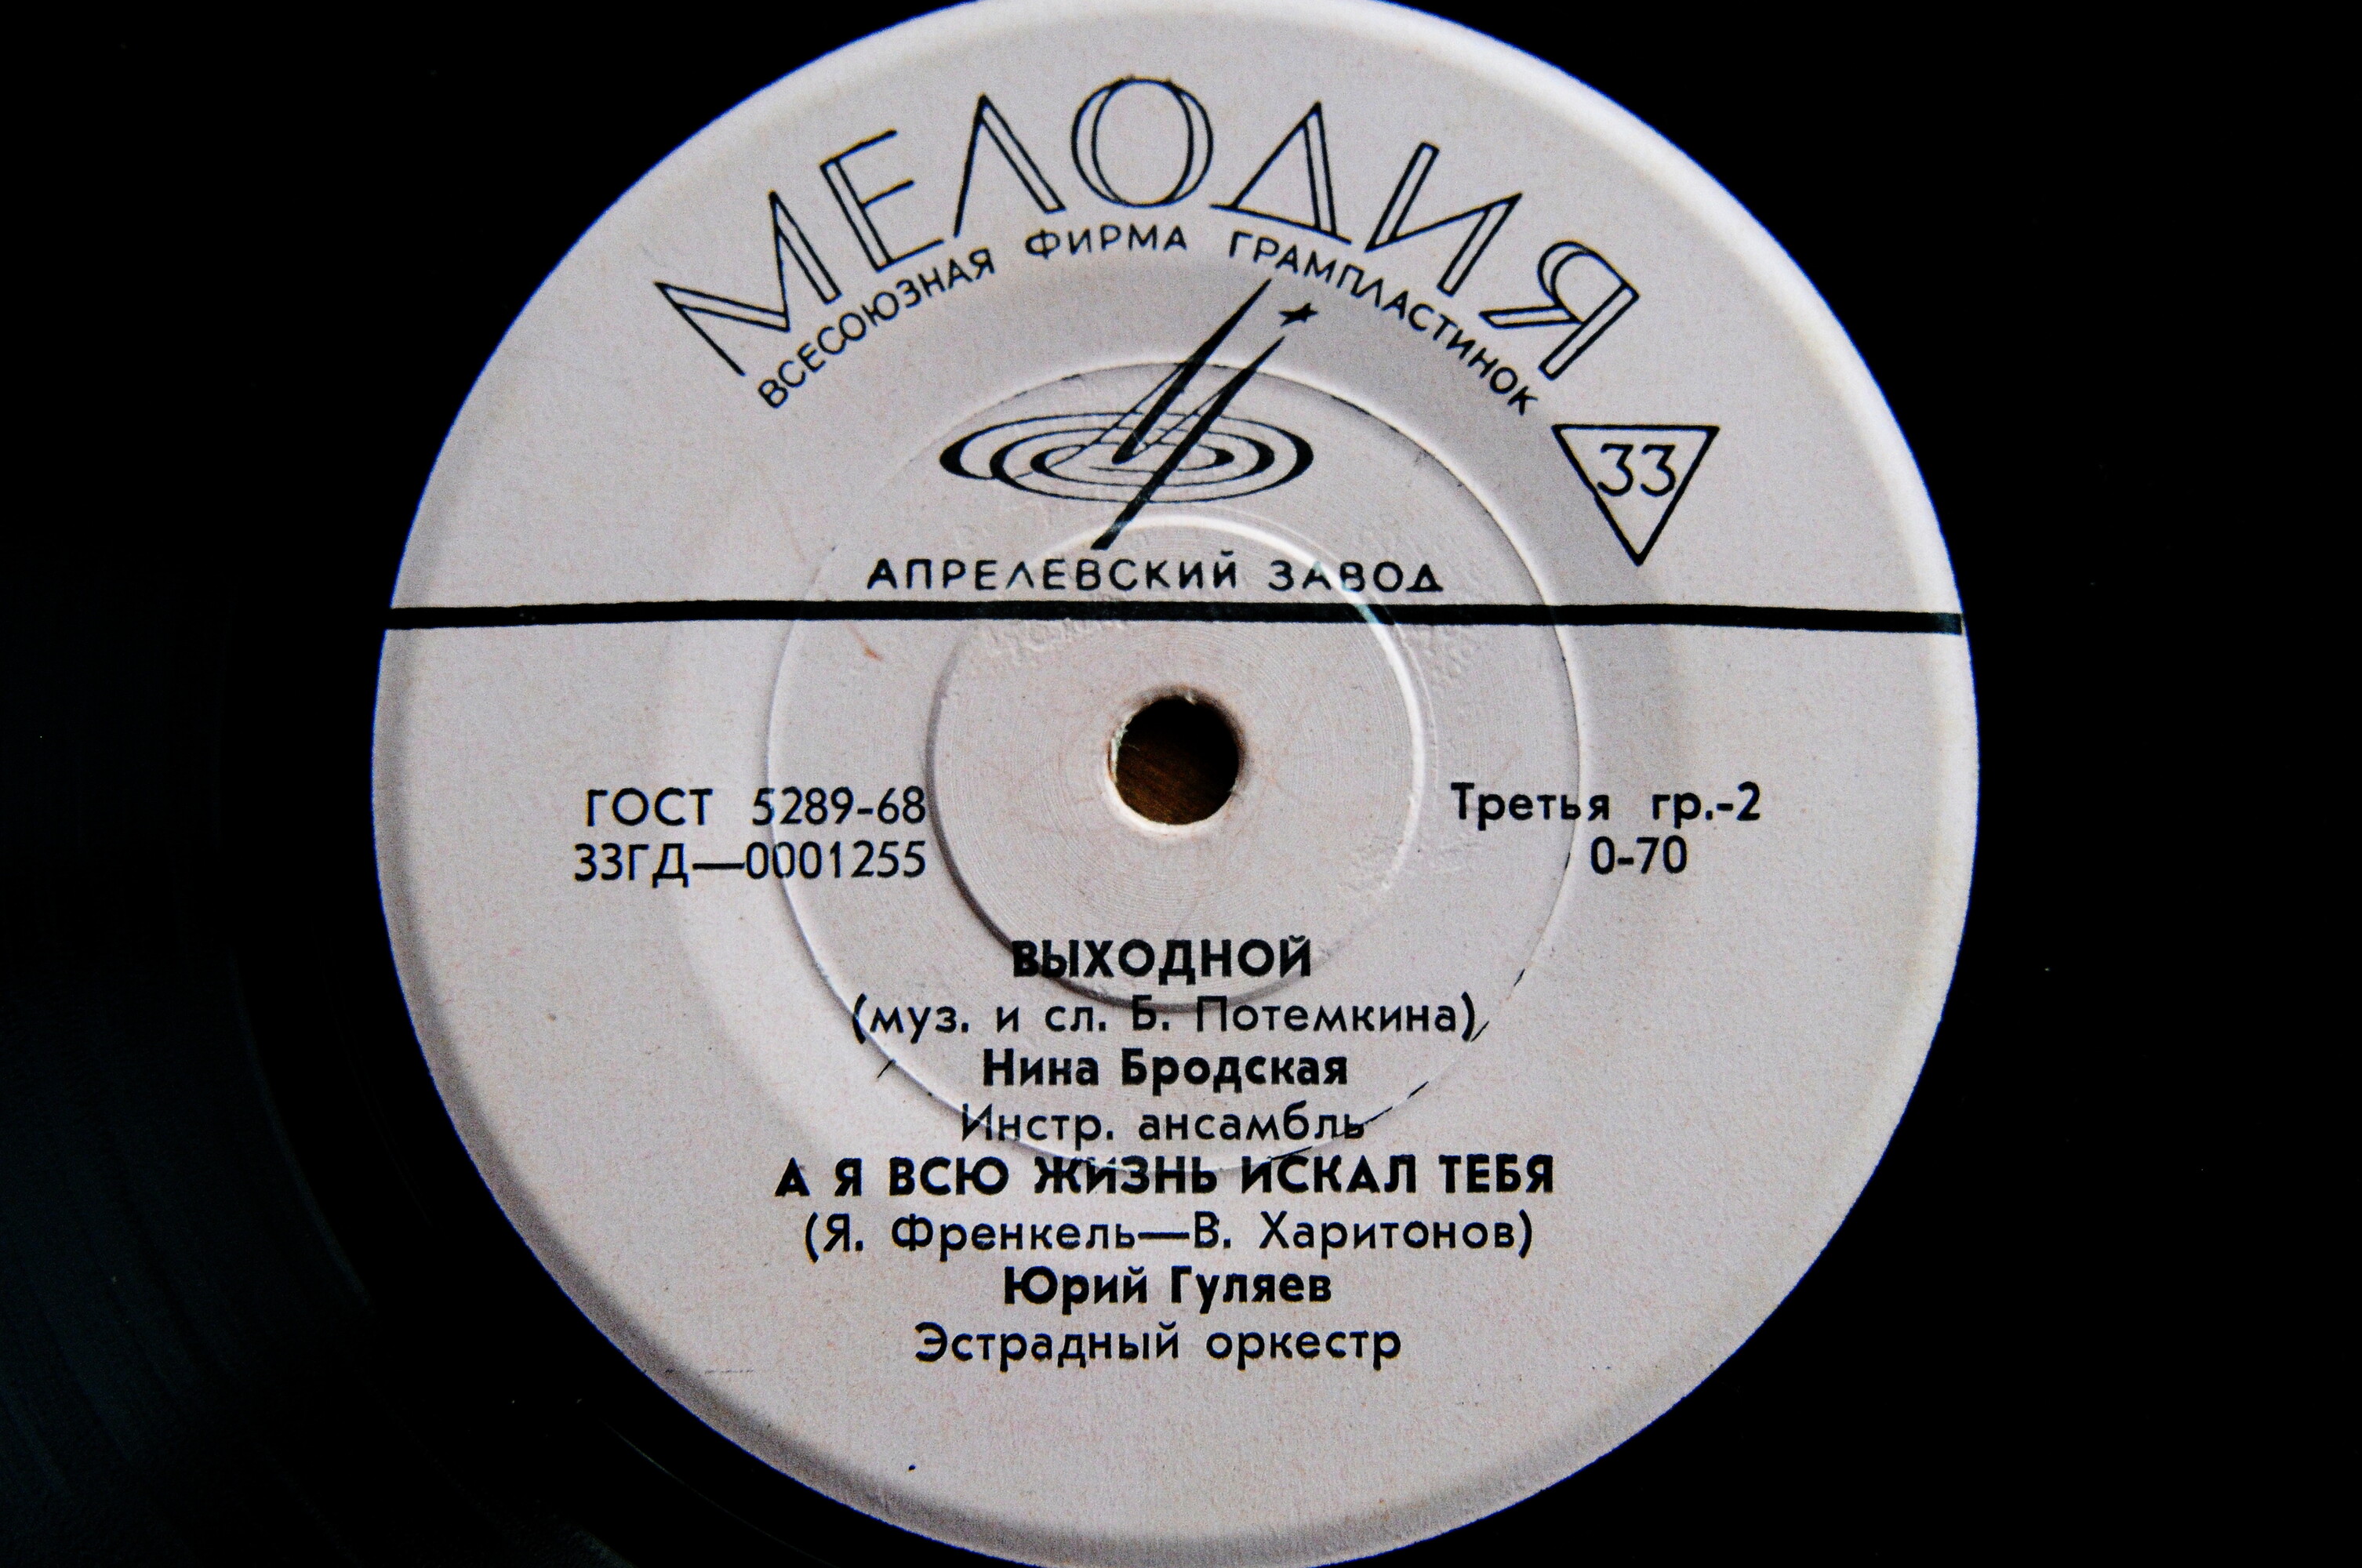 МЕЛОДИЯ
ВСЕСОЮЗНАЯ ФИРМА ГРАМПЛАСТИНОК
33
АПРЕЛЕВСКИЙ ЗАВОД
ГОСТ 5289-68
33ГД—0001255
Третья гр.-2
0-70
ВЫХОДНОЙ
(муз. и сл. Б. Потемкина)
Нина Бродская
Инстр. ансамбль
А Я ВСЮ ЖИЗНЬ ИСКАЛ ТЕБЯ
(Я. Френкель—В. Харитонов)
Юрий Гуляев
Эстрадный оркестр